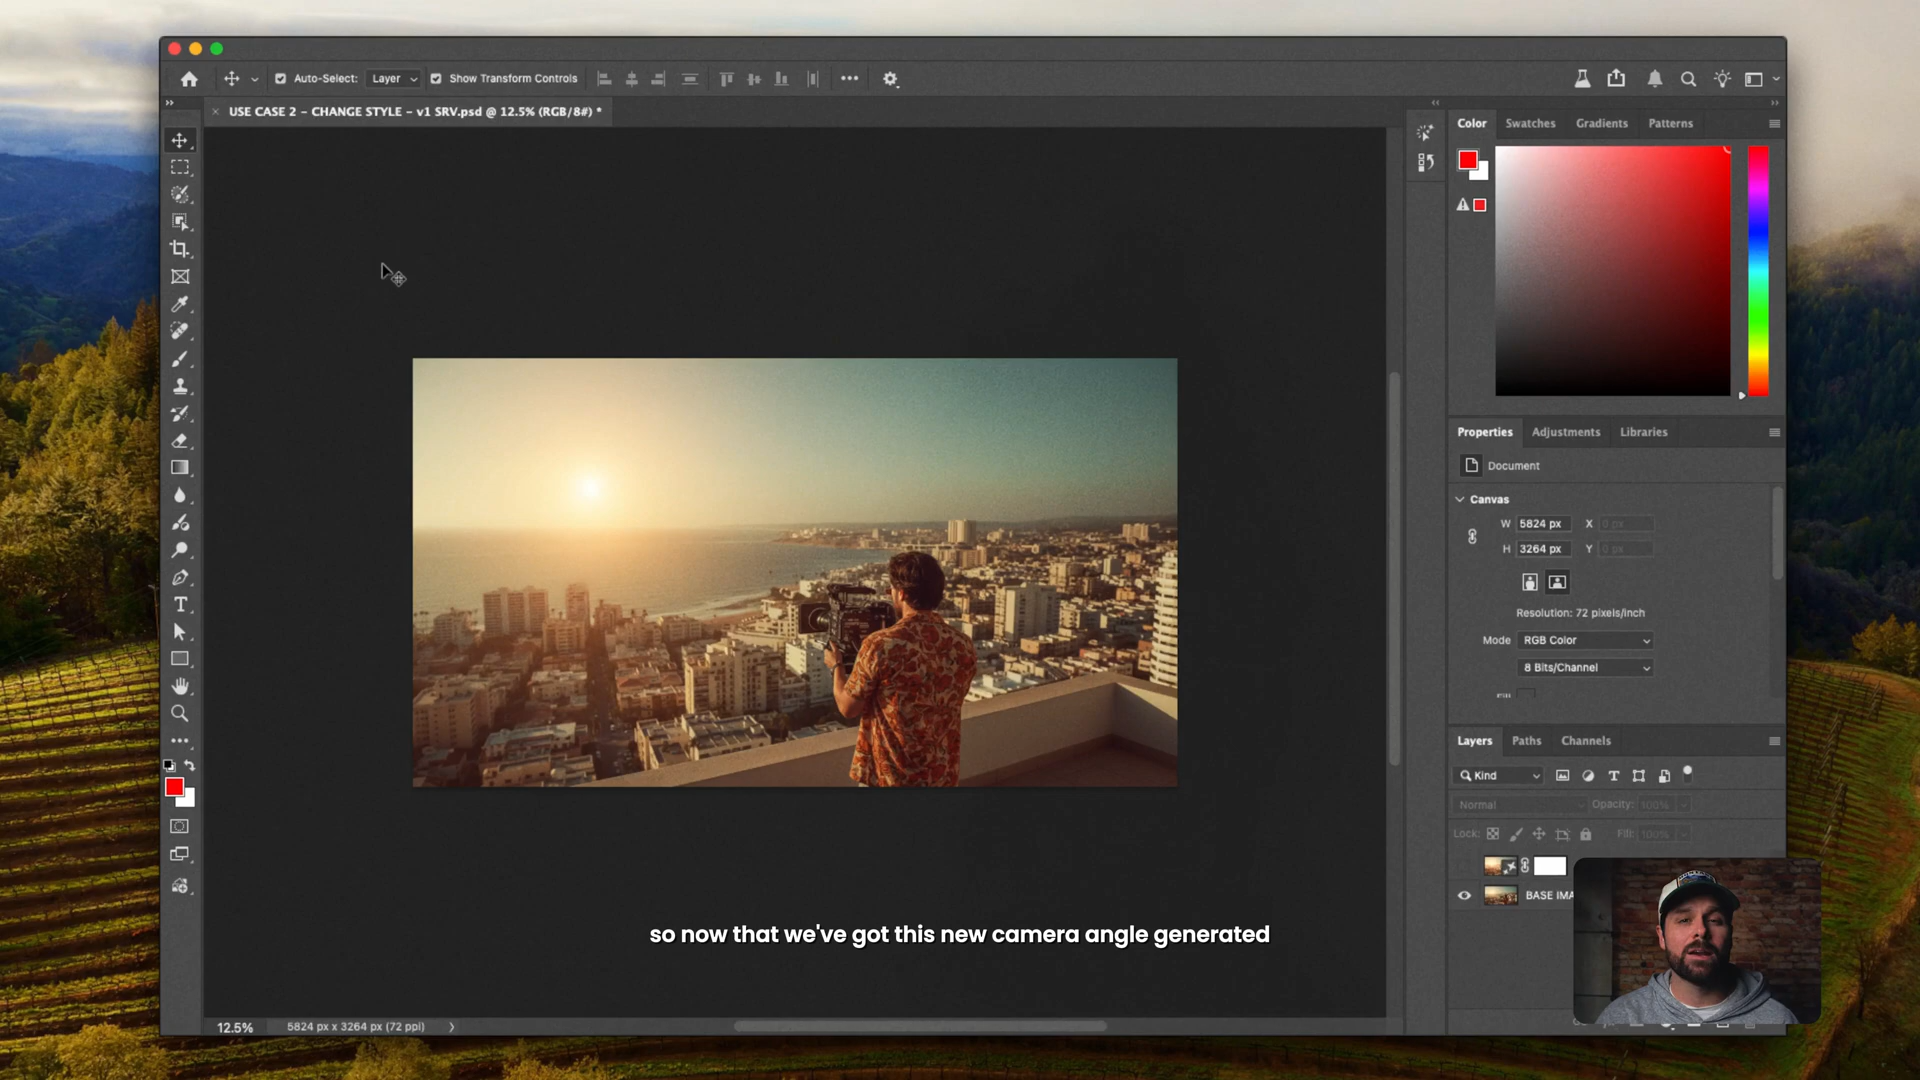 Auto-Select: Layer Show Transform Controls
USE CASE 2 – CHANGE STYLE – v1 SRV.psd @ 12.5% (RGB/8#) *
Color Swatches Gradients Patterns
Properties Adjustments Libraries
Document
Canvas
W 5824 px X 0 px
H 3264 px Y 0 px
Resolution: 72 pixels/inch
Mode RGB Color
8 Bits/Channel
Layers Paths Channels
Kind
Normal Opacity: 100%
Lock: Fill: 100%
BASE IMA
so now that we've got this new camera angle generated
12.5% 5824 px x 3264 px (72 ppi)